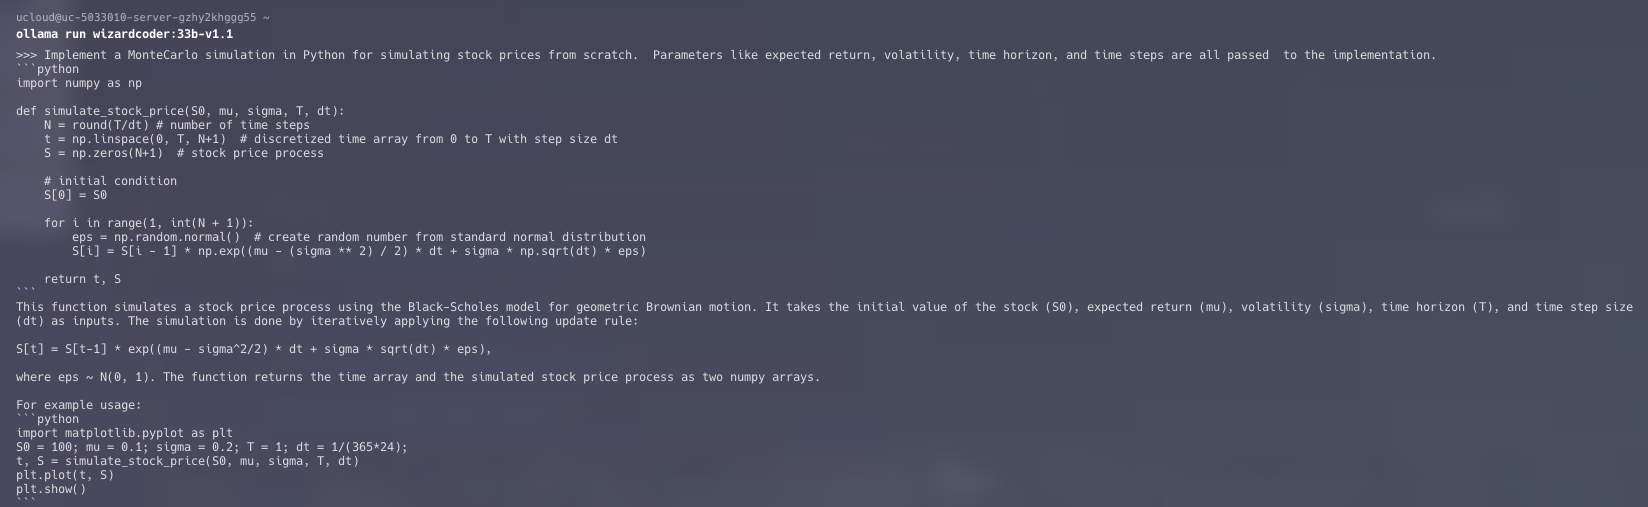 ucloud@uc-5033010-server-gzhy2khggg55 ~
ollama run wizardcoder:33b-v1.1
>>> Implement a MonteCarlo simulation in Python for simulating stock prices from scratch.  Parameters like expected return, volatility, time horizon, and time steps are all passed  to the implementation.
```python
import numpy as np

def simulate_stock_price(S0, mu, sigma, T, dt):
    N = round(T/dt) # number of time steps
    t = np.linspace(0, T, N+1)  # discretized time array from 0 to T with step size dt
    S = np.zeros(N+1)  # stock price process

    # initial condition
    S[0] = S0

    for i in range(1, int(N + 1)):
        eps = np.random.normal()  # create random number from standard normal distribution
        S[i] = S[i - 1] * np.exp((mu - (sigma ** 2) / 2) * dt + sigma * np.sqrt(dt) * eps)

    return t, S
```
This function simulates a stock price process using the Black-Scholes model for geometric Brownian motion. It takes the initial value of the stock (S0), expected return (mu), volatility (sigma), time horizon (T), and time step size
(dt) as inputs. The simulation is done by iteratively applying the following update rule:

S[t] = S[t-1] * exp((mu - sigma^2/2) * dt + sigma * sqrt(dt) * eps),

where eps ~ N(0, 1). The function returns the time array and the simulated stock price process as two numpy arrays.

For example usage:
```python
import matplotlib.pyplot as plt
S0 = 100; mu = 0.1; sigma = 0.2; T = 1; dt = 1/(365*24);
t, S = simulate_stock_price(S0, mu, sigma, T, dt)
plt.plot(t, S)
plt.show()
```